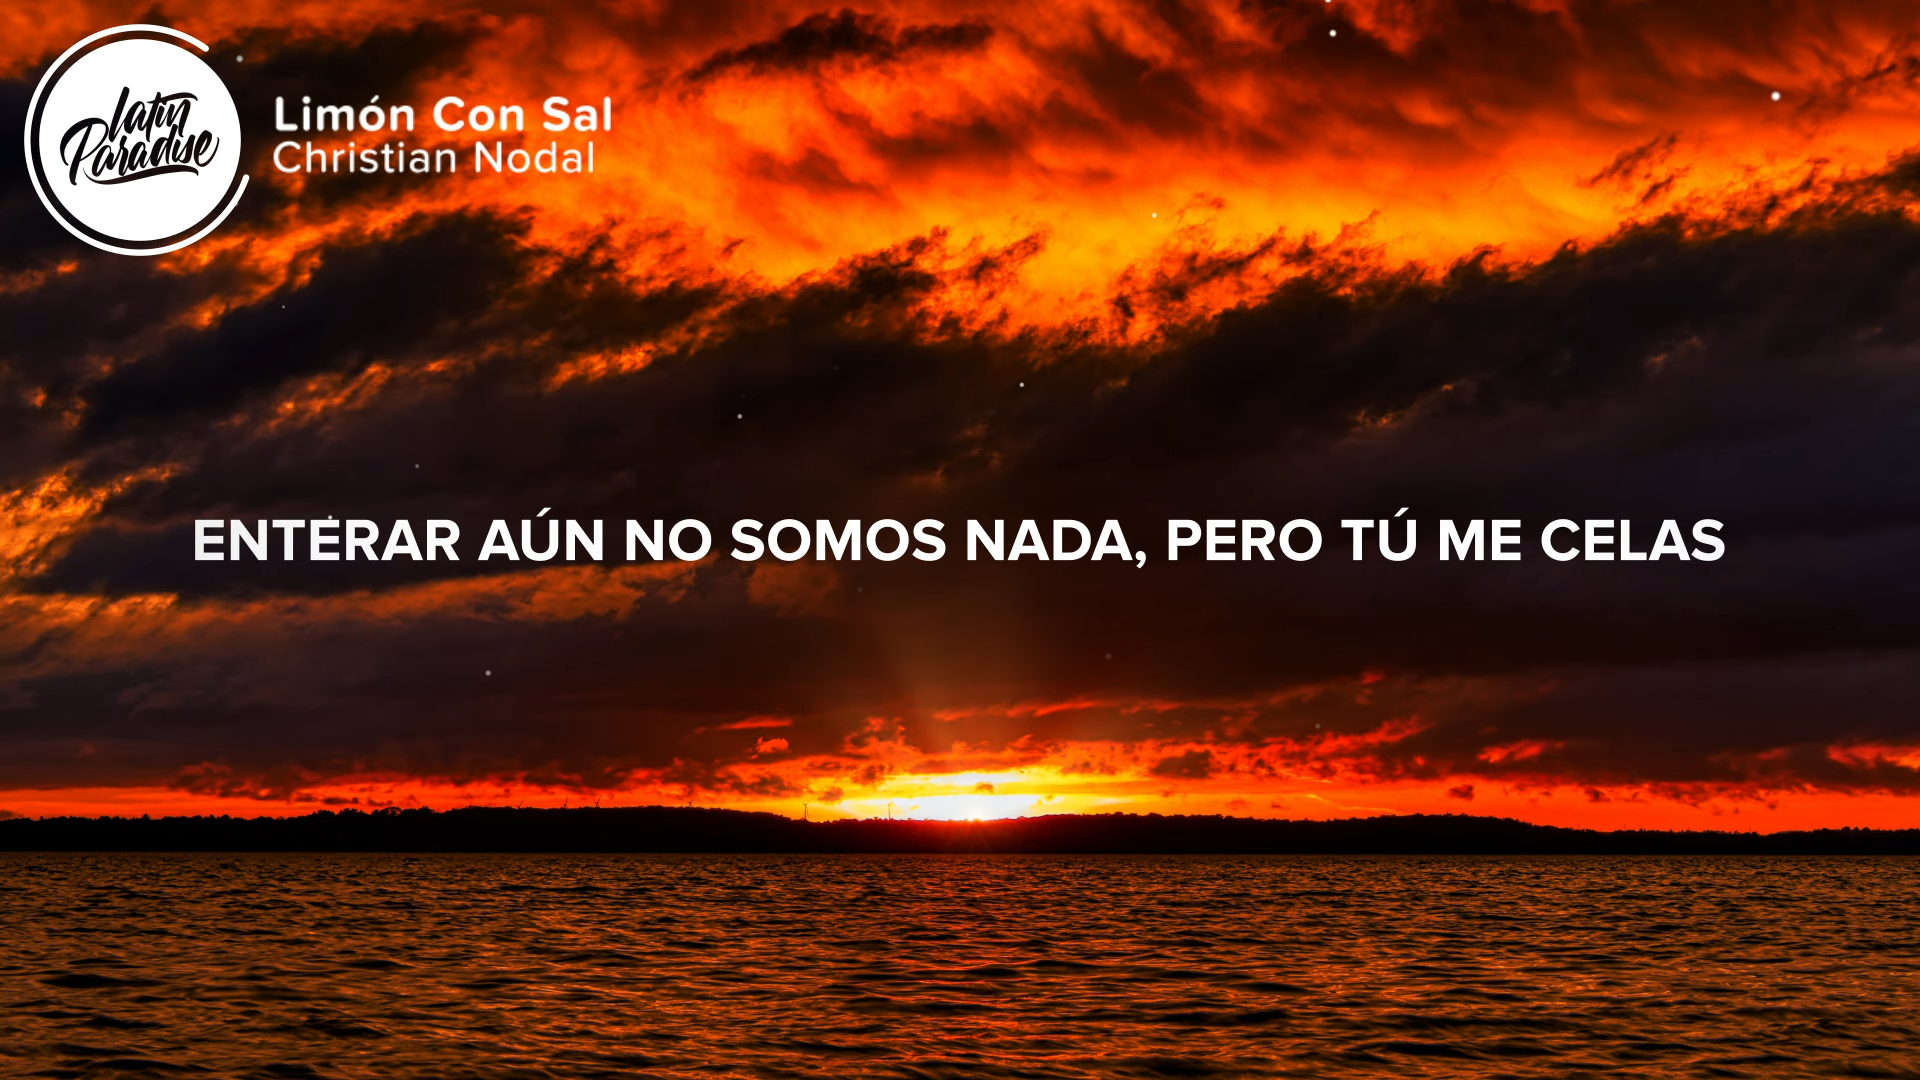 Latin
Paradise
Limón Con Sal
Christian Nodal
ENTERAR AÚN NO SOMOS NADA, PERO TÚ ME CELAS